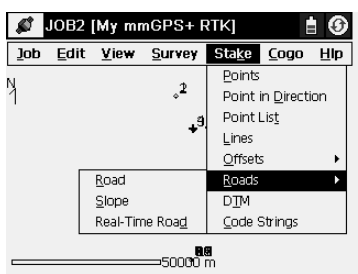 JOB2 [My mmGPS+ RTK]
Job Edit View Survey Stake Cogo Hlp
N
2
9
Points
Point in Direction
Point List
Lines
Offsets
Roads
DTM
Code Strings
Road
Slope
Real-Time Road
50000 m